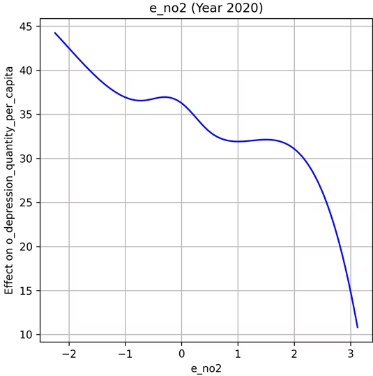 e_no2 (Year 2020)
Effect on o_depression_quantity_per_capita
45
40
35
30
25
20
15
10
−2 −1 0 1 2 3
e_no2